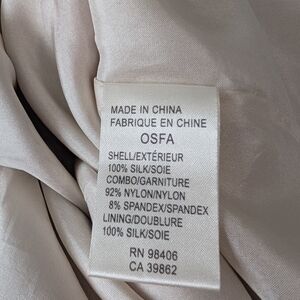 MADE IN CHINA
FABRIQUE EN CHINE
OSFA
SHELL/EXTÉRIEUR
100% SILK/SOIE
COMBO/GARNITURE
92% NYLON/NYLON
8% SPANDEX/SPANDEX
LINING/DOUBLURE
100% SILK/SOIE
RN 98406
CA 39862